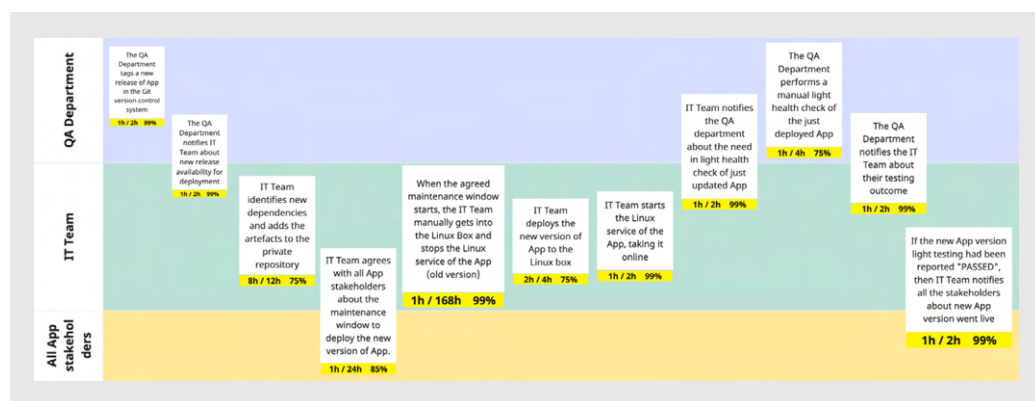 QA Department
The QA
Department
tags a new
release of App
in the Git
version control
system
1h / 2h 99%
The QA
Department
notifies IT
Team about
new release
availability for
deployment
1h / 2h 99%
IT Team
IT Team
identifies new
dependencies
and adds the
artefacts to the
private
repository
8h / 12h 75%
IT Team agrees
with all App
stakeholders
about the
maintenance
window to
deploy the new
version of App.
1h / 24h 85%
When the agreed
maintenance window
starts, the IT Team
manually gets into
the Linux Box and
stops the Linux
service of the App
(old version)
1h / 168h 99%
IT Team
deploys the
new version of
App to the
Linux box
2h / 4h 75%
IT Team starts
the Linux
service of the
App, taking it
online
1h / 2h 99%
IT Team notifies
the QA
department
about the need
in light health
check of just
updated App
1h / 2h 99%
The QA
Department
performs a
manual light
health check of
the just
deployed App
1h / 4h 75%
The QA
Department
notifies the IT
Team about
their testing
outcome
1h / 2h 99%
If the new App version
light testing had been
reported "PASSED",
then IT Team notifies
all the stakeholders
about new App
version went live
1h / 2h 99%
All App
stakehol
ders